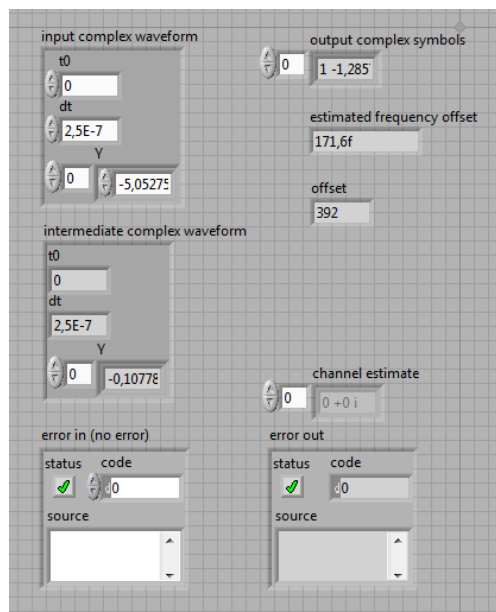 input complex waveform
t0
0
dt
2,5E-7
Y
0
-5,05275
output complex symbols
0
1 -1,285
estimated frequency offset
171,6f
offset
392
intermediate complex waveform
t0
0
dt
2,5E-7
Y
0
-0,10778
channel estimate
0
0 +0 i
error in (no error)
status code
d0
source
error out
status code
d0
source